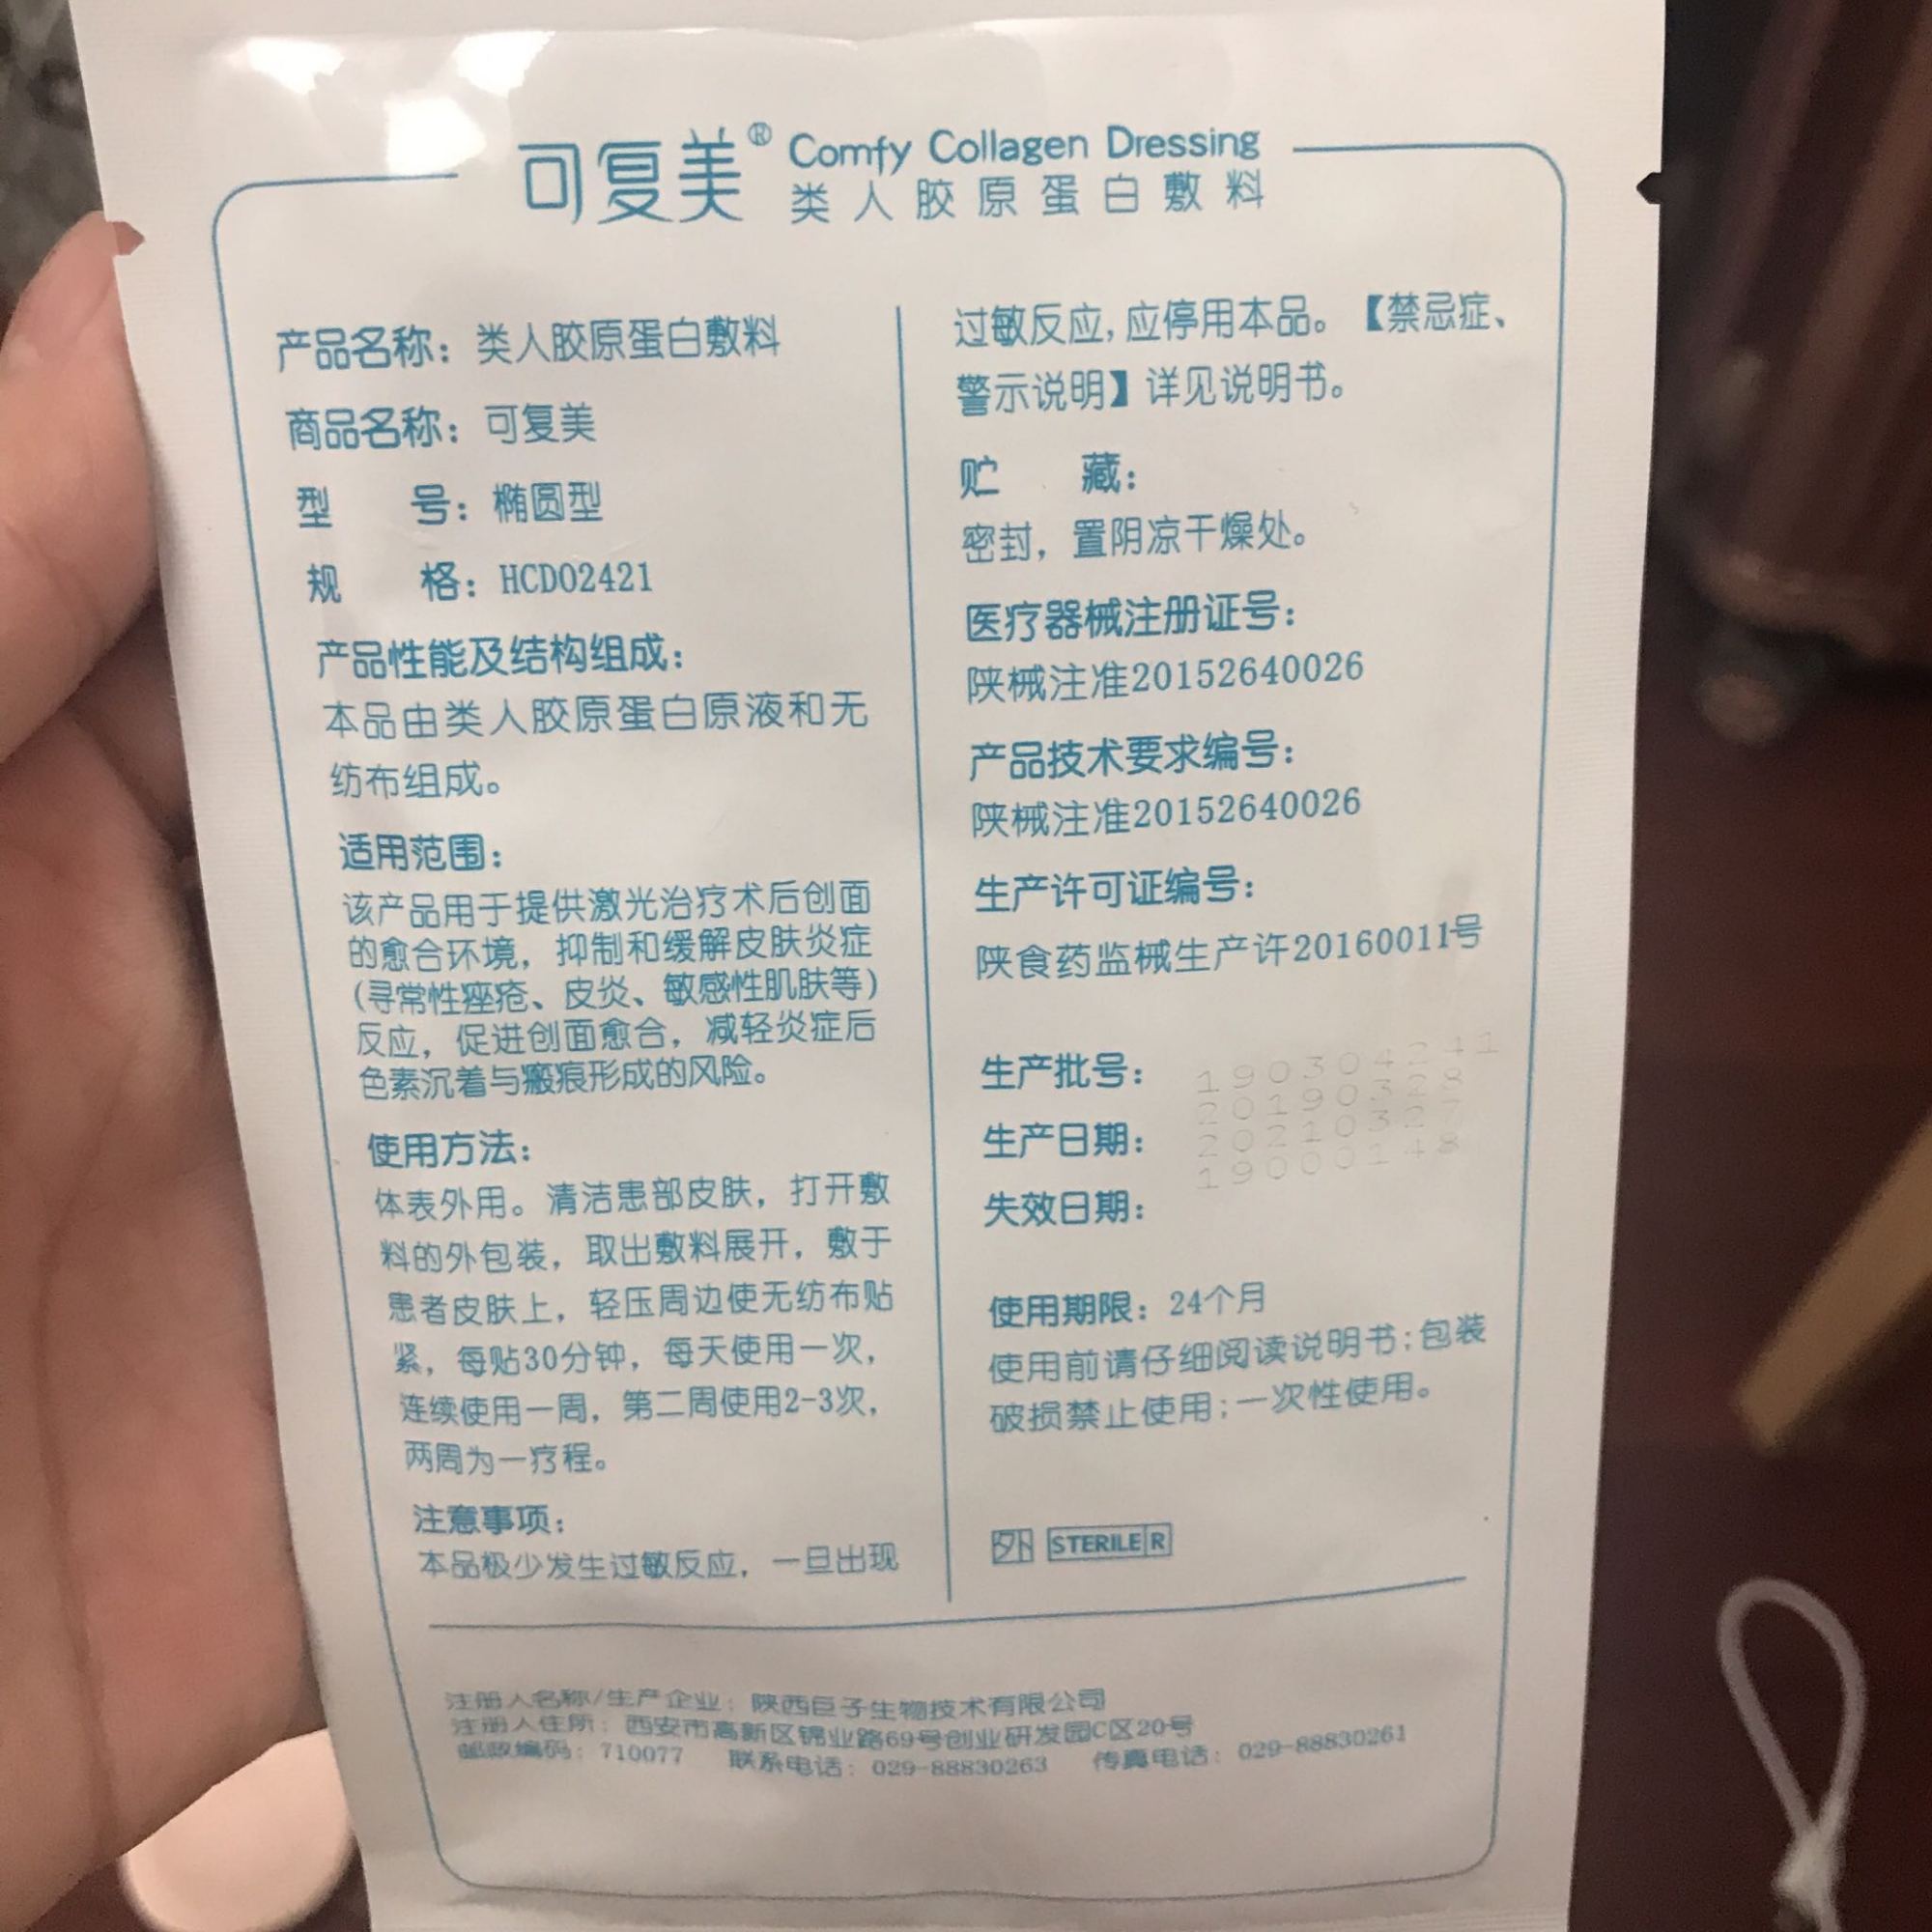 可复美® Comfy Collagen Dressing
类人胶原蛋白敷料
产品名称：类人胶原蛋白敷料
商品名称：可复美
型 号：椭圆型
规 格：HCD02421
产品性能及结构组成：
本品由类人胶原蛋白原液和无
纺布组成。
适用范围：
该产品用于提供激光治疗术后创面
的愈合环境，抑制和缓解皮肤炎症
(寻常性痤疮、皮炎、敏感性肌肤等)
反应，促进创面愈合，减轻炎症后
色素沉着与瘢痕形成的风险。
使用方法：
体表外用。清洁患部皮肤，打开敷
料的外包装，取出敷料展开，敷于
患者皮肤上，轻压周边使无纺布贴
紧，每贴30分钟，每天使用一次，
连续使用一周，第二周使用2-3次，
两周为一疗程。
注意事项：
本品极少发生过敏反应，一旦出现
过敏反应,应停用本品。【禁忌症、
警示说明】详见说明书。
贮 藏：
密封，置阴凉干燥处。
医疗器械注册证号：
陕械注准20152640026
产品技术要求编号：
陕械注准20152640026
生产许可证编号：
陕食药监械生产许20160011号
生产批号：
190304241
20190328
生产日期：
20210327
19000148
失效日期：
使用期限：24个月
使用前请仔细阅读说明书;包装
破损禁止使用;一次性使用。
外 STERILE R
注册人名称/生产企业：陕西巨子生物技术有限公司
注册人住所：西安市高新区锦业路69号创业研发园C区20号
邮政编码：710077 联系电话：029-88830263 传真电话：029-88830261